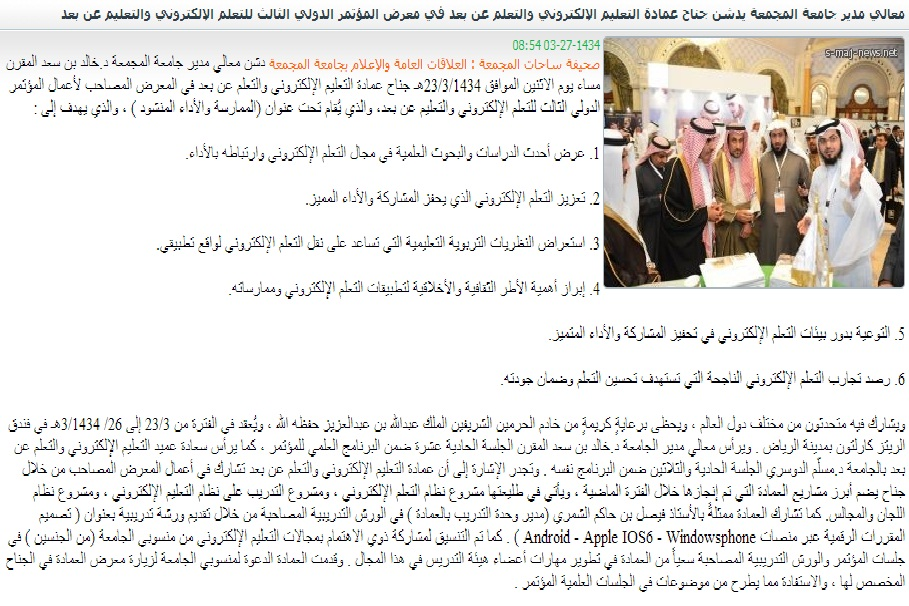 معالي مدير جامعة المجمعة يدشن جناح عمادة التعليم الإلكتروني والتعلم عن بعد في معرض المؤتمر الدولي الثالث للتعلم الإلكتروني والتعليم عن بعد
s-maj-news.net
08:54 03-27-1434
صحيفة ساحات المجمعة : العلاقات العامة والإعلام بجامعة المجمعة دشن معالي مدير جامعة المجمعة د.خالد بن سعد المقرن
مساء يوم الاثنين الموافق 23/3/1434هـ جناح عمادة التعليم الإلكتروني والتعلم عن بعد في المعرض المصاحب لأعمال المؤتمر
الدولي الثالث للتعلم الإلكتروني والتعليم عن بعد، والذي يُقام تحت عنوان (الممارسة والأداء المنشود ) ، والذي يهدف إلى :
1. عرض أحدث الدراسات والبحوث العلمية في مجال التعلم الإلكتروني وارتباطه بالأداء.
2. تعزيز التعلم الإلكتروني الذي يحفز المشاركة والأداء المميز.
3. استعراض النظريات التربوية التعليمية التي تساعد على نقل التعلم الإلكتروني لواقع تطبيقي.
4. إبراز أهمية الأطر الثقافية والأخلاقية لتطبيقات التعلم الإلكتروني وممارساته.
5. التوعية بدور بيئات التعلم الإلكتروني في تحفيز المشاركة والأداء المتميز.
6. رصد تجارب التعلم الإلكتروني الناجحة التي تستهدف تحسين التعلم وضمان جودته.
ويشارك فيه متحدثون من مختلف دول العالم ، ويحظى برعايةٍ كريمةٍ من خادم الحرمين الشريفين الملك عبدالله بن عبدالعزيز حفظه الله ، ويُعقد في الفترة من 23/3 إلى 26/ 3/1434هـ في فندق
الريتز كارلتون بمدينة الرياض . ويرأس معالي مدير الجامعة د.خالد بن سعد المقرن الجلسة الحادية عشرة ضمن البرنامج العلمي للمؤتمر ، كما يرأس سعادة عميد التعليم الإلكتروني والتعلم عن
بعد بالجامعة د.مسلّم الدوسري الجلسة الحادية والثلاثين ضمن البرنامج نفسه . وتجدر الإشارة إلى أن عمادة التعليم الإلكتروني والتعلم عن بعد تشارك في أعمال المعرض المصاحب من خلال
جناح يضم أبرز مشاريع العمادة التي تم إنجازها خلال الفترة الماضية ، ويأتي في طليعتها مشروع نظام التعلم الإلكتروني ، ومشروع التدريب على نظام التعليم الإلكتروني ، ومشروع نظام
اللجان والمجالس. كما تشارك العمادة ممثلةً بالأستاذ فيصل بن حاكم الشمري (مدير وحدة التدريب بالعمادة ) في الورش التدريبية المصاحبة من خلال تقديم ورشة تدريبية بعنوان ( تصميم
المقررات الرقمية عبر منصات Android - Apple IOS6 - Windowsphone ) . كما تم التنسيق لمشاركة ذوي الاهتمام بمجالات التعليم الإلكتروني من منسوبي الجامعة (من الجنسين ) في
جلسات المؤتمر والورش التدريبية المصاحبة سعياً من العمادة في تطوير مهارات أعضاء هيئة التدريس في هذا المجال . وقدمت العمادة الدعوة لمنسوبي الجامعة لزيارة معرض العمادة في الجناح
المخصص لها ، والاستفادة مما يطرح من موضوعات في الجلسات العلمية المؤتمر .